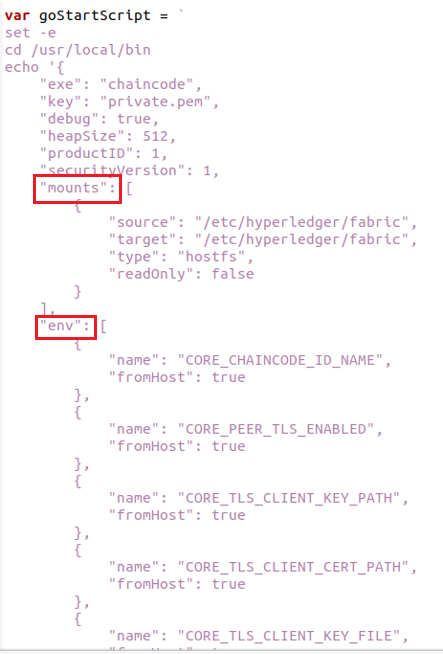 var goStartScript = `
set -e
cd /usr/local/bin
echo '{
    "exe": "chaincode",
    "key": "private.pem",
    "debug": true,
    "heapSize": 512,
    "productID": 1,
    "securityVersion": 1,
    "mounts": [
        {
            "source": "/etc/hyperledger/fabric",
            "target": "/etc/hyperledger/fabric",
            "type": "hostfs",
            "readOnly": false
        }
    ],
    "env": [
        {
            "name": "CORE_CHAINCODE_ID_NAME",
            "fromHost": true
        },
        {
            "name": "CORE_PEER_TLS_ENABLED",
            "fromHost": true
        },
        {
            "name": "CORE_TLS_CLIENT_KEY_PATH",
            "fromHost": true
        },
        {
            "name": "CORE_TLS_CLIENT_CERT_PATH",
            "fromHost": true
        },
        {
            "name": "CORE_TLS_CLIENT_KEY_FILE",